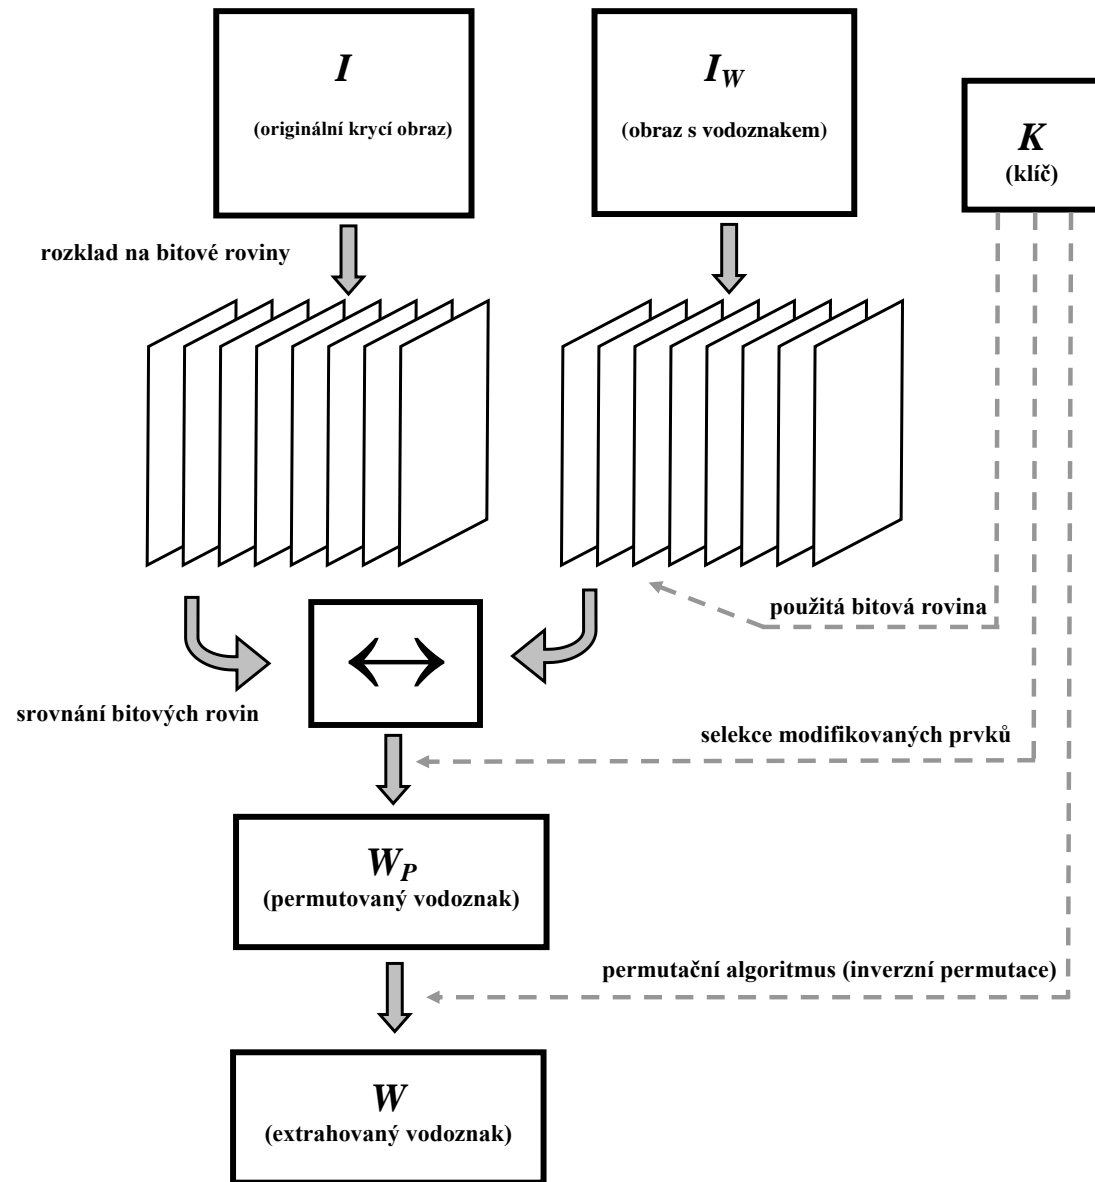 I
(originální krycí obraz)
I_W
(obraz s vodoznakem)
K
(klíč)
rozklad na bitové roviny
použitá bitová rovina
srovnání bitových rovin
selekce modifikovaných prvků
W_P
(permutovaný vodoznak)
permutační algoritmus (inverzní permutace)
W
(extrahovaný vodoznak)